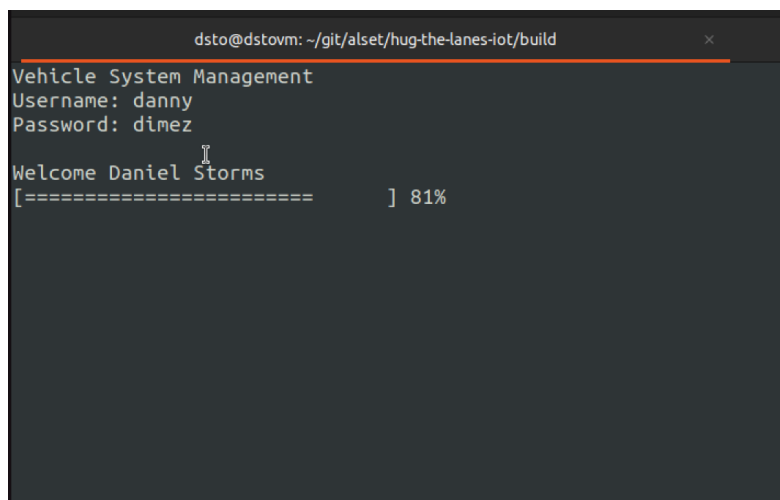 dsto@dstovm: ~/git/alset/hug-the-lanes-iot/build
Vehicle System Management
Username: danny
Password: dimez
Welcome Daniel Storms
[======================== ] 81%